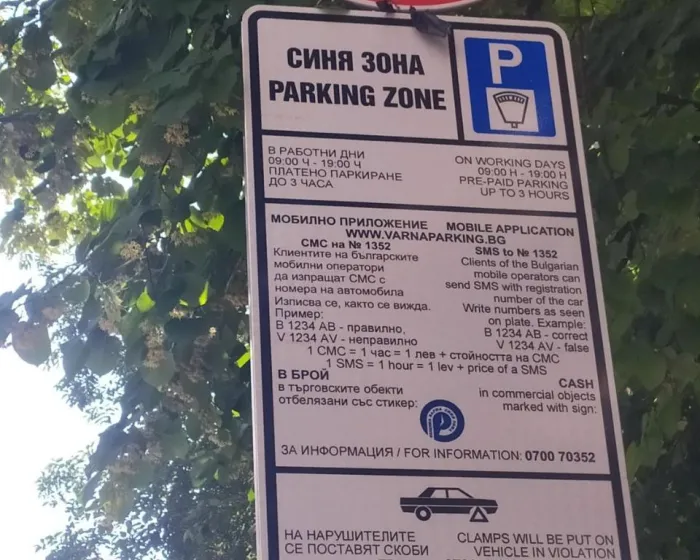 СИНЯ ЗОНА
PARKING ZONE
P
В РАБОТНИ ДНИ
09:00 Ч - 19:00 Ч
ПЛАТЕНО ПАРКИРАНЕ
ДО 3 ЧАСА
ON WORKING DAYS
09:00 H - 19:00 H
PRE-PAID PARKING
UP TO 3 HOURS
МОБИЛНО ПРИЛОЖЕНИЕ MOBILE APPLICATION
WWW.VARNAPARKING.BG
СМС на № 1352
Клиентите на българските
мобилни оператори
да изпращат СМС с
номера на автомобила
Изписва се, както се вижда.
Пример:
B 1234 AB - правилно,
V 1234 AV - неправилно
SMS to № 1352
Clients of the Bulgarian
mobile operators can
send SMS with registration
number of the car
Write numbers as seen
on plate. Example:
B 1234 AB - correct
V 1234 AV - false
1 СМС = 1 час = 1 лев + стойността на СМС
1 SMS = 1 hour = 1 lev + price of a SMS
В БРОЙ
в търговските обекти
отбелязани със стикер:
CASH
in commercial objects
marked with sign:
ЗА ИНФОРМАЦИЯ / FOR INFORMATION: 0700 70352
НА НАРУШИТЕЛИТЕ
СЕ ПОСТАВЯТ СКОБИ
CLAMPS WILL BE PUT ON
VEHICLE IN VIOLATION